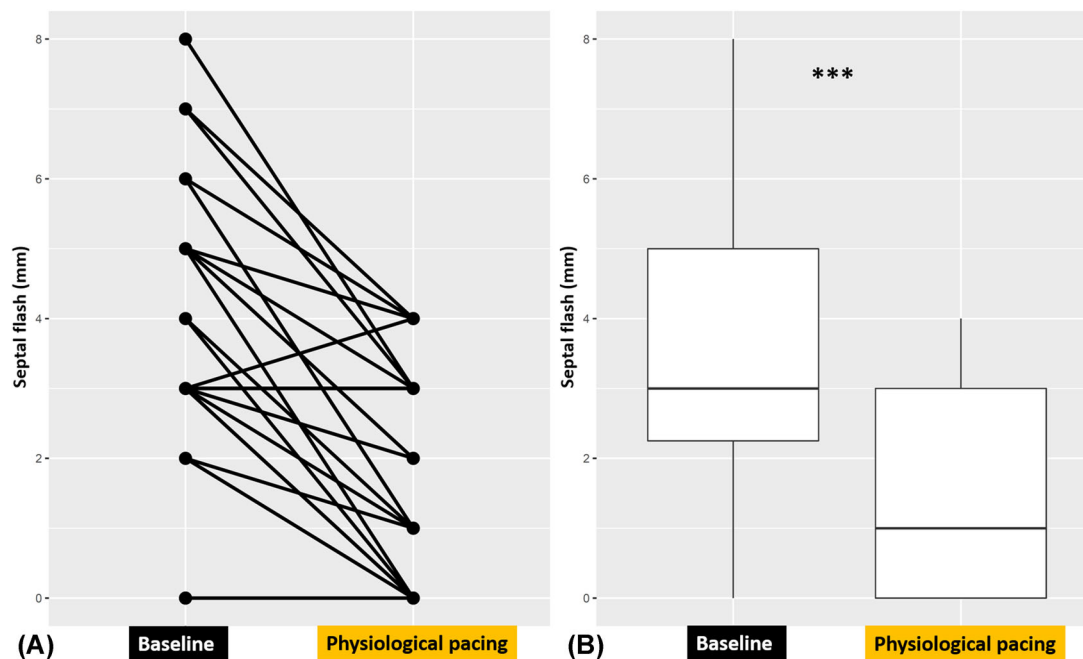 8
6
4
2
0
Septal flash (mm)
(A)
Baseline
Physiological pacing
8
6
4
2
0
Septal flash (mm)
***
(B)
Baseline
Physiological pacing